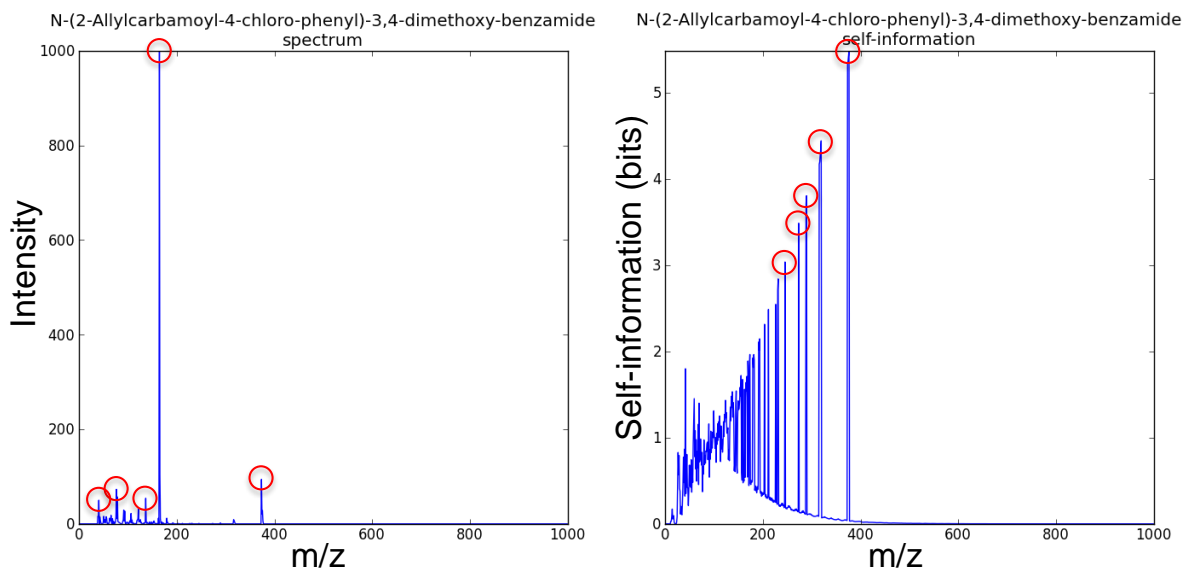 N-(2-Allylcarbamoyl-4-chloro-phenyl)-3,4-dimethoxy-benzamide
spectrum
1000
800
600
400
200
0
Intensity
0 200 400 600 800 1000
m/z
N-(2-Allylcarbamoyl-4-chloro-phenyl)-3,4-dimethoxy-benzamide
self-information
5
4
3
2
1
0
Self-information (bits)
0 200 400 600 800 1000
m/z